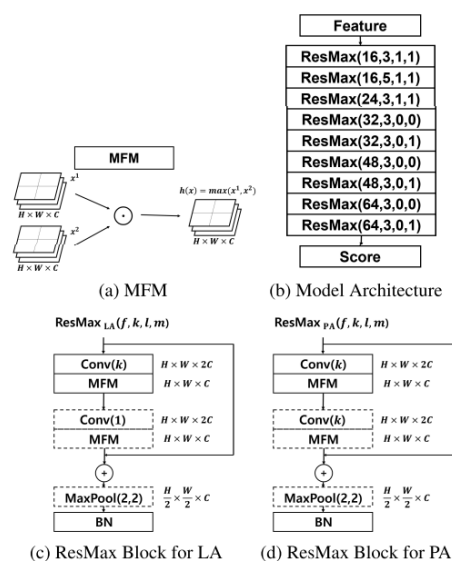 MFM
x¹
H × W × C
x²
H × W × C
h(x) = max(x¹, x²)
H × W × C
(a) MFM
Feature
ResMax(16,3,1,1)
ResMax(16,5,1,1)
ResMax(24,3,1,1)
ResMax(32,3,0,0)
ResMax(32,3,0,1)
ResMax(48,3,0,0)
ResMax(48,3,0,1)
ResMax(64,3,0,0)
ResMax(64,3,0,1)
Score
(b) Model Architecture
ResMax LA(f, k, l, m)
Conv(k) H × W × 2C
MFM H × W × C
Conv(1) H × W × 2C
MFM H × W × C
+
MaxPool(2,2) H/2 × W/2 × C
BN
(c) ResMax Block for LA
ResMax PA(f, k, l, m)
Conv(k) H × W × 2C
MFM H × W × C
Conv(k) H × W × 2C
MFM H × W × C
+
MaxPool(2,2) H/2 × W/2 × C
BN
(d) ResMax Block for PA